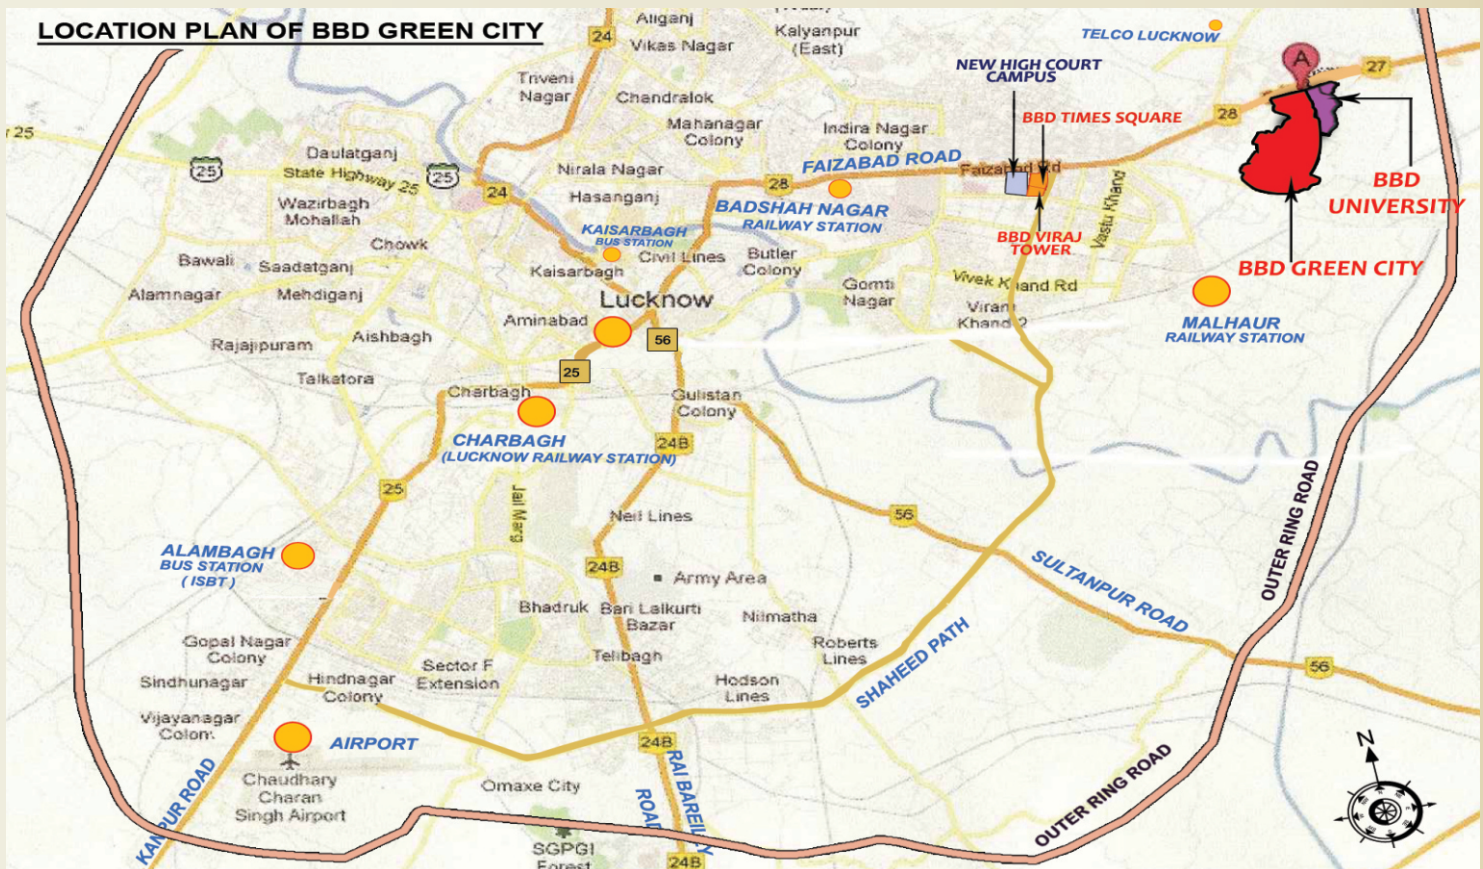 LOCATION PLAN OF BBD GREEN CITY
Aliganj
24
Vikas Nagar
Kalyanpur
(East)
TELCO LUCKNOW
A
27
NEW HIGH COURT
CAMPUS
Triveni
Nagar
Chandralok
BBD TIMES SQUARE
28
Mahanagar
Colony
Indira Nagar
Colony
25
Daulatganj
State Highway 25
25
25
24
Nirala Nagar
Hasanganj
FAIZABAD ROAD
28
Faizabad Rd
BBD
UNIVERSITY
Wazirbagh
Mohallah
BADSHAH NAGAR
RAILWAY STATION
Vastu Khand
KAISARBAGH
BUS STATION
BBD VIRAJ
TOWER
Chowk
Civil Lines
Butler
Colony
BBD GREEN CITY
Bawali
Saadatganj
Kaisarbagh
Gomti
Nagar
Vivek Khand Rd
Alamnagar
Mehdiganj
Lucknow
Viram
Khand 2
Aminabad
MALHAUR
RAILWAY STATION
Aishbagh
Rajajipuram
56
25
Talkatora
Charbagh
Gulistan
Colony
CHARBAGH
(LUCKNOW RAILWAY STATION)
24B
25
Jail Marg
Neil Lines
56
OUTER RING ROAD
ALAMBAGH
BUS STATION
( ISBT )
24B
Army Area
SULTANPUR ROAD
Bhadruk
Bari Lalkurti
Bazar
Nilmatha
Gopal Nagar
Colony
Telibagh
Roberts
Lines
SHAHEED PATH
56
Sindhunagar
Hindnagar
Colony
Sector F
Extension
Hodson
Lines
Vijayanagar
Colony
AIRPORT
24B
N
Chaudhary
Charan
Singh Airport
KANPUR ROAD
Omaxe City
RAI BAREILLY
ROAD
OUTER RING ROAD
SGPGI
Forest
24B